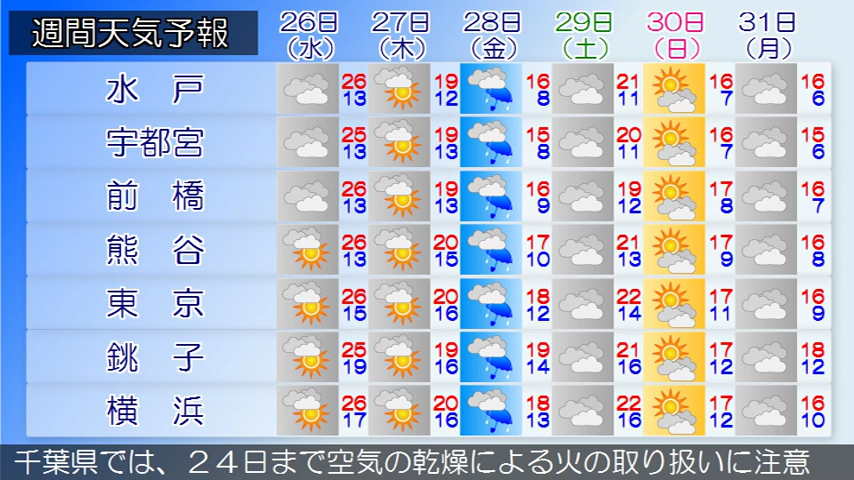 週間天気予報
26日 27日 28日 29日 30日 31日
（水） （木） （金） （土） （日） （月）
水 戸 26 13 19 12 16 8 21 11 16 7 16 6
宇都宮 25 13 19 13 15 8 20 11 16 7 15 6
前 橋 26 13 19 13 16 9 19 12 17 8 16 7
熊 谷 26 13 20 15 17 10 21 13 17 9 16 8
東 京 26 15 20 16 18 12 22 14 17 11 16 9
銚 子 25 19 19 16 19 14 21 16 17 12 18 12
横 浜 26 17 20 16 18 13 22 16 17 12 16 10
千葉県では、２４日まで空気の乾燥による火の取り扱いに注意